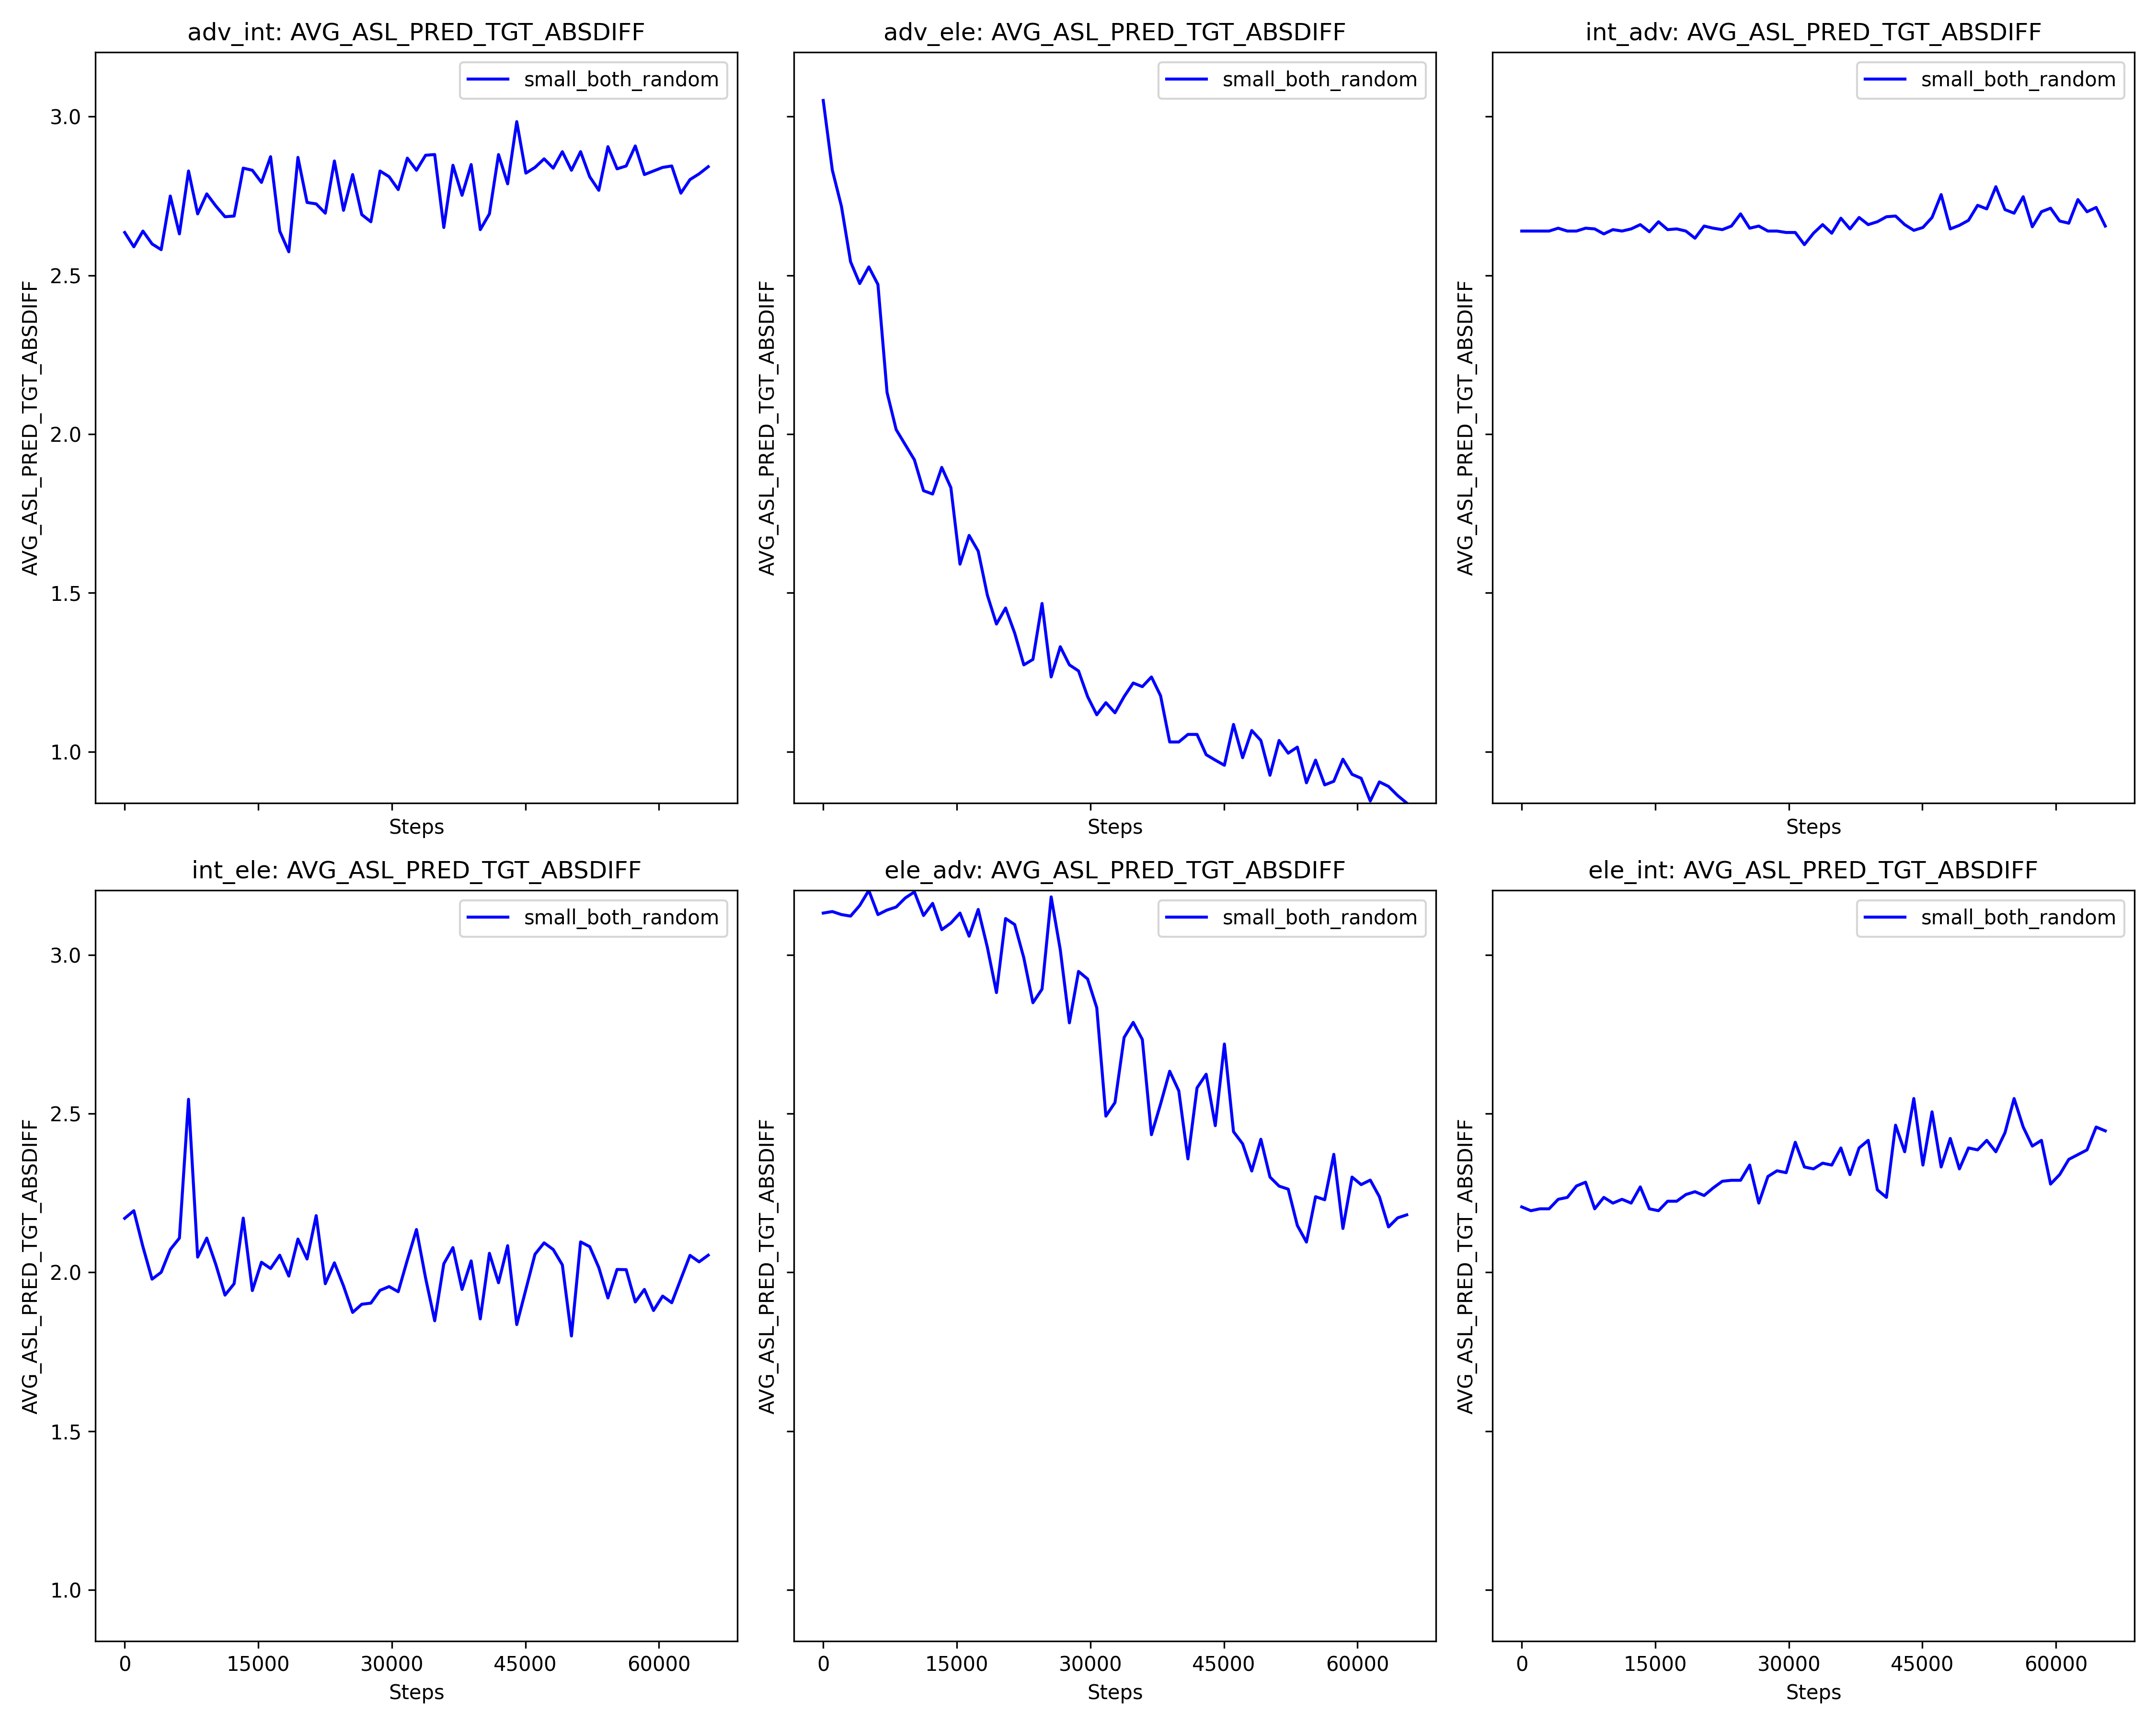 adv_int: AVG_ASL_PRED_TGT_ABSDIFF
adv_ele: AVG_ASL_PRED_TGT_ABSDIFF
int_adv: AVG_ASL_PRED_TGT_ABSDIFF
small_both_random
small_both_random
small_both_random
3.0
2.5
2.0
1.5
1.0
AVG_ASL_PRED_TGT_ABSDIFF
AVG_ASL_PRED_TGT_ABSDIFF
AVG_ASL_PRED_TGT_ABSDIFF
Steps
Steps
Steps
int_ele: AVG_ASL_PRED_TGT_ABSDIFF
ele_adv: AVG_ASL_PRED_TGT_ABSDIFF
ele_int: AVG_ASL_PRED_TGT_ABSDIFF
small_both_random
small_both_random
small_both_random
3.0
2.5
2.0
1.5
1.0
AVG_ASL_PRED_TGT_ABSDIFF
AVG_ASL_PRED_TGT_ABSDIFF
AVG_ASL_PRED_TGT_ABSDIFF
0 15000 30000 45000 60000
0 15000 30000 45000 60000
0 15000 30000 45000 60000
Steps
Steps
Steps